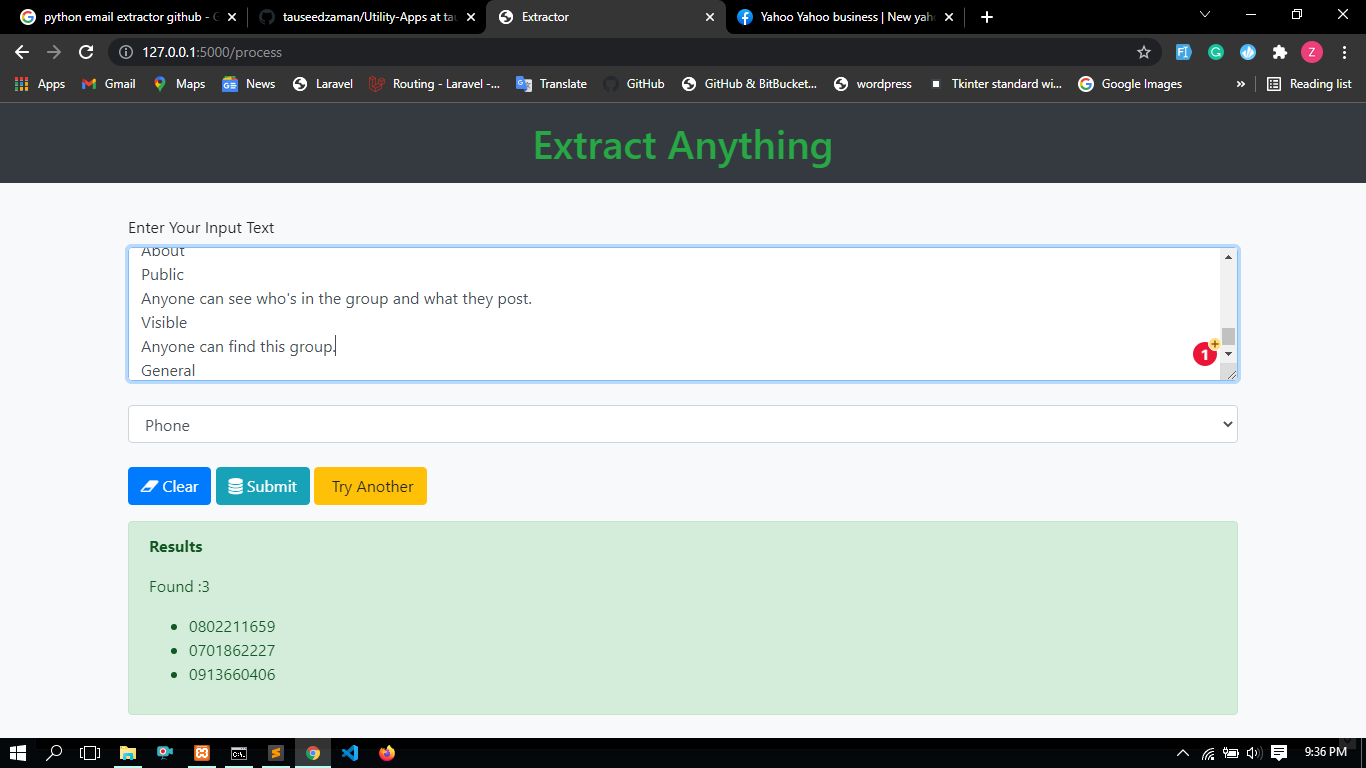 python email extractor github - G
tauseedzaman/Utility-Apps at tau
Extractor
Yahoo Yahoo business | New yah
127.0.0.1:5000/process
Z
Apps
Gmail
Maps
News
Laravel
Routing - Laravel -...
Translate
GitHub
GitHub & BitBucket...
wordpress
Tkinter standard wi...
Google Images
»
Reading list
Extract Anything
Enter Your Input Text
About
Public
Anyone can see who's in the group and what they post.
Visible
Anyone can find this group.
General
1
Phone
Clear
Submit
Try Another
Results
Found :3
0802211659
0701862227
0913660406
9:36 PM